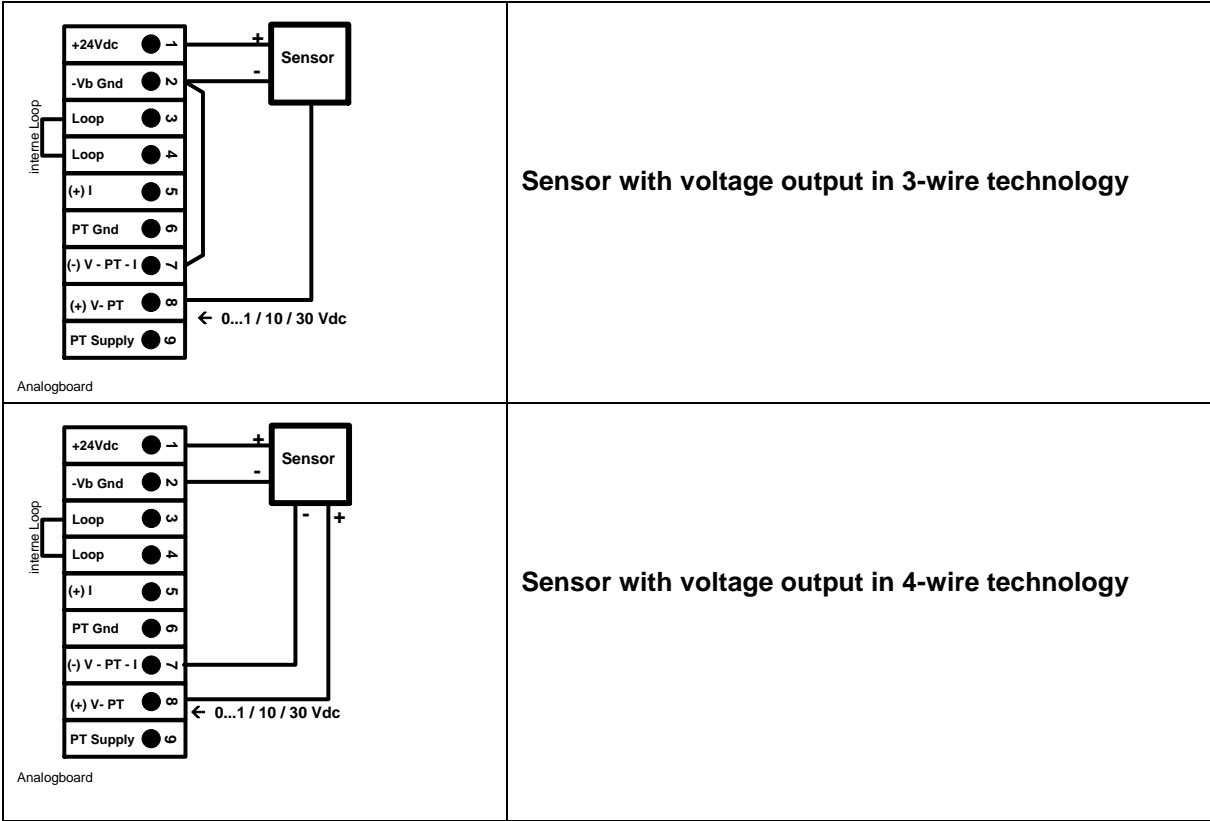 +24Vdc 1
-Vb Gnd 2
Loop 3
Loop 4
(+) I 5
PT Gnd 6
(-) V - PT - I 7
(+) V- PT 8
PT Supply 9
interne Loop
+
-
Sensor
← 0...1 / 10 / 30 Vdc
Analogboard
Sensor with voltage output in 3-wire technology
+24Vdc 1
-Vb Gnd 2
Loop 3
Loop 4
(+) I 5
PT Gnd 6
(-) V - PT - I 7
(+) V- PT 8
PT Supply 9
interne Loop
+
-
Sensor
- +
← 0...1 / 10 / 30 Vdc
Analogboard
Sensor with voltage output in 4-wire technology